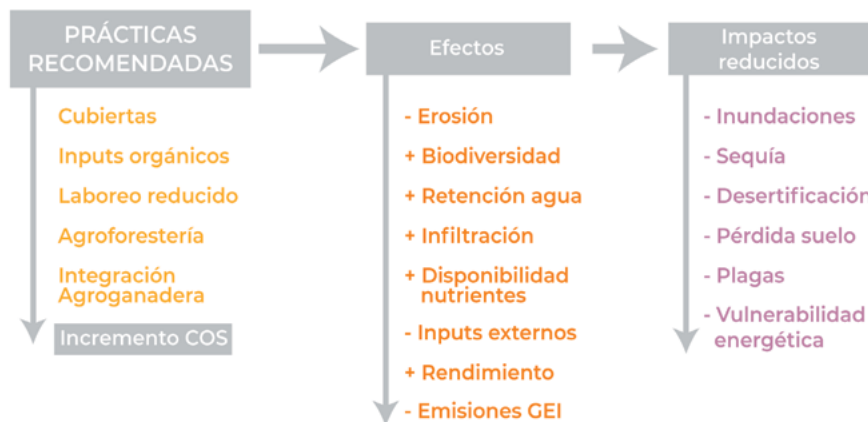 PRÁCTICAS
RECOMENDADAS
Cubiertas
Inputs orgánicos
Laboreo reducido
Agroforestería
Integración
Agroganadera
Incremento COS
Efectos
- Erosión
+ Biodiversidad
+ Retención agua
+ Infiltración
+ Disponibilidad
nutrientes
- Inputs externos
+ Rendimiento
- Emisiones GEI
Impactos
reducidos
- Inundaciones
- Sequía
- Desertificación
- Pérdida suelo
- Plagas
- Vulnerabilidad
energética